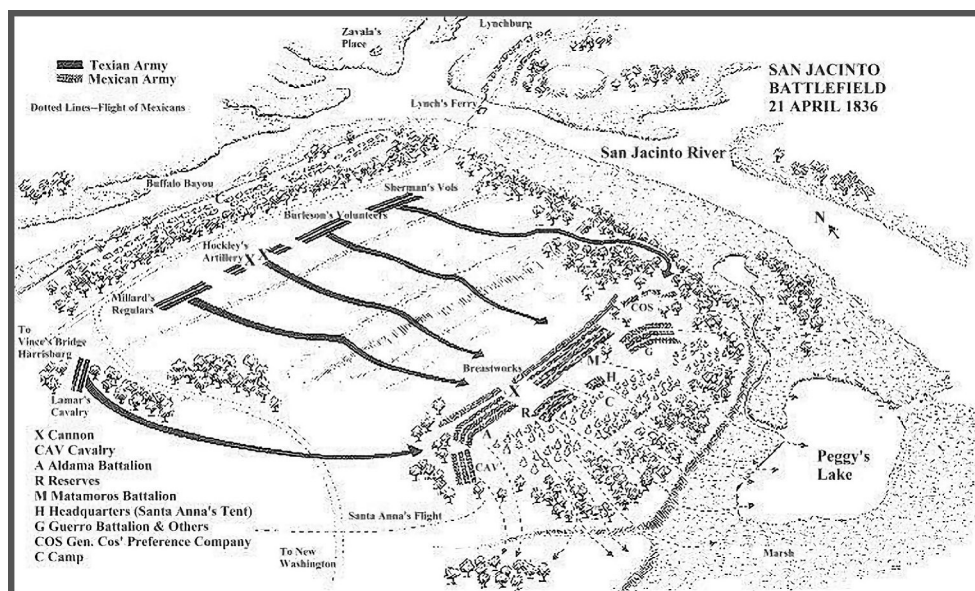 Lynchburg
Zavala's
Place
Texian Army
Mexican Army
Dotted Lines--Flight of Mexicans
SAN JACINTO
BATTLEFIELD
21 APRIL 1836
Lynch's Ferry
San Jacinto River
Buffalo Bayou
C
Sherman's Vols
Burleson's Volunteers
N
Hockley's
Artillery
X X
Millard's
Regulars
COS
To
Vince's Bridge
Harrisburg
G
M
Breastworks
H
X
C
Lamar's
Cavalry
R
A
CAV
X Cannon
CAV Cavalry
A Aldama Battalion
R Reserves
M Matamoros Battalion
H Headquarters (Santa Anna's Tent)
G Guerro Battalion & Others
COS Gen. Cos' Preference Company
C Camp
Peggy's
Lake
Santa Anna's Flight
To New
Washington
Marsh